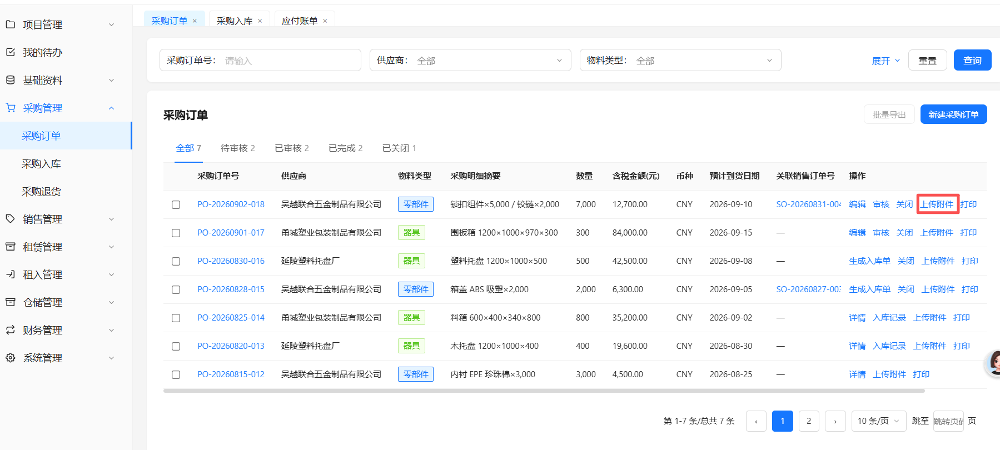 项目管理
我的待办
基础资料
采购管理
采购订单
采购入库
采购退货
销售管理
租赁管理
租入管理
仓储管理
财务管理
系统管理
采购订单 × 采购入库 × 应付账单 ×
采购订单号： 请输入 供应商： 全部 物料类型： 全部 展开 重置 查询
采购订单 批量导出 新建采购订单
全部 7 待审核 2 已审核 2 已完成 2 已关闭 1
采购订单号 供应商 物料类型 采购明细摘要 数量 含税金额(元) 币种 预计到货日期 关联销售订单号 操作
PO-20260902-018 吴越联合五金制品有限公司 零部件 锁扣组件×5,000 / 铰链×2,000 7,000 12,700.00 CNY 2026-09-10 SO-20260831-004 编辑 审核 关闭 上传附件 打印
PO-20260901-017 甬城塑业包装制品有限公司 器具 围板箱 1200×1000×970×300 300 84,000.00 CNY 2026-09-15 — 编辑 审核 关闭 上传附件 打印
PO-20260830-016 延陵塑料托盘厂 器具 塑料托盘 1200×1000×500 500 42,500.00 CNY 2026-09-08 — 生成入库单 关闭 上传附件 打印
PO-20260828-015 吴越联合五金制品有限公司 零部件 箱盖 ABS 吸塑×2,000 2,000 6,300.00 CNY 2026-09-05 SO-20260827-003 生成入库单 关闭 上传附件 打印
PO-20260825-014 甬城塑业包装制品有限公司 器具 料箱 600×400×340×800 800 35,200.00 CNY 2026-09-02 — 详情 入库记录 上传附件 打印
PO-20260820-013 延陵塑料托盘厂 器具 木托盘 1200×1000×400 400 19,600.00 CNY 2026-08-30 — 详情 入库记录 上传附件 打印
PO-20260815-012 吴越联合五金制品有限公司 零部件 内衬 EPE 珍珠棉×3,000 3,000 4,500.00 CNY 2026-08-25 — 详情 上传附件 打印
第 1-7 条/总共 7 条 ‹ 1 2 › 10 条/页 跳至 跳转页码 页